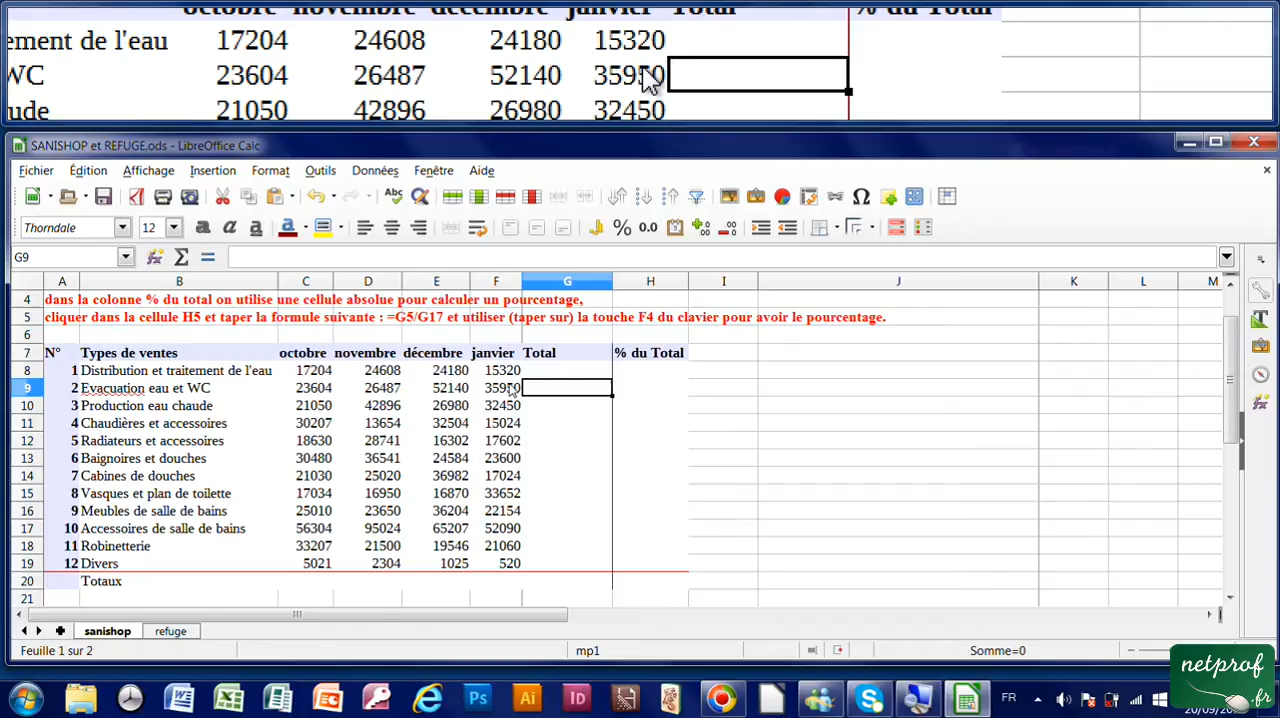 octobre novembre décembre janvier Total % du Total
ement de l'eau 17204 24608 24180 15320
WC 23604 26487 52140 35950
ude 21050 42896 26980 32450
SANISHOP et REFUGE.ods - LibreOffice Calc
Fichier Édition Affichage Insertion Format Outils Données Fenêtre Aide
Thorndale 12
G9
A B C D E F G H I J K L M
4 dans la colonne % du total on utilise une cellule absolue pour calculer un pourcentage,
5 cliquer dans la cellule H5 et taper la formule suivante : =G5/G17 et utiliser (taper sur) la touche F4 du clavier pour avoir le pourcentage.
6
7 N° Types de ventes octobre novembre décembre janvier Total % du Total
8 1 Distribution et traitement de l'eau 17204 24608 24180 15320
9 2 Evacuation eau et WC 23604 26487 52140 35950
10 3 Production eau chaude 21050 42896 26980 32450
11 4 Chaudières et accessoires 30207 13654 32504 15024
12 5 Radiateurs et accessoires 18630 28741 16302 17602
13 6 Baignoires et douches 30480 36541 24584 23600
14 7 Cabines de douches 21030 25020 36982 17024
15 8 Vasques et plan de toilette 17034 16950 16870 33652
16 9 Meubles de salle de bains 25010 23650 36204 22154
17 10 Accessoires de salle de bains 56304 95024 65207 52090
18 11 Robinetterie 33207 21500 19546 21060
19 12 Divers 5021 2304 1025 520
20 Totaux
21
sanishop refuge
Feuille 1 sur 2 mp1 Somme=0
netprof
.fr
FR